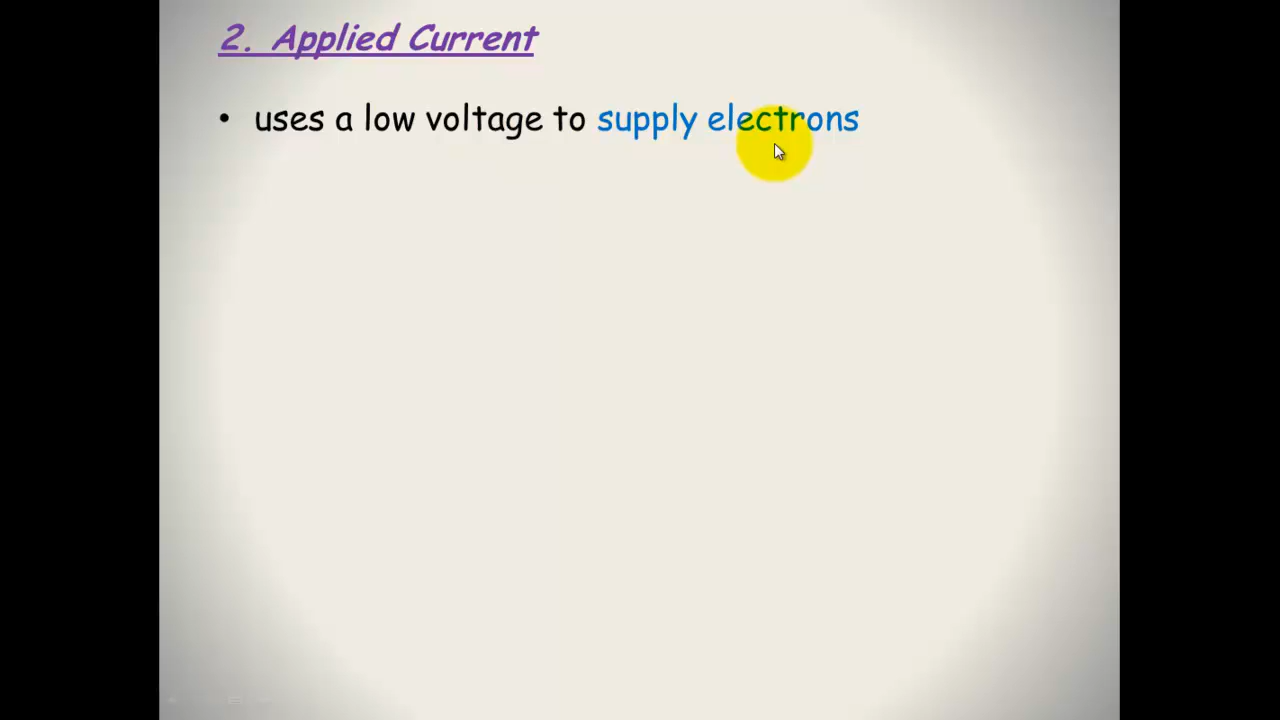 2. Applied Current
• uses a low voltage to supply electrons